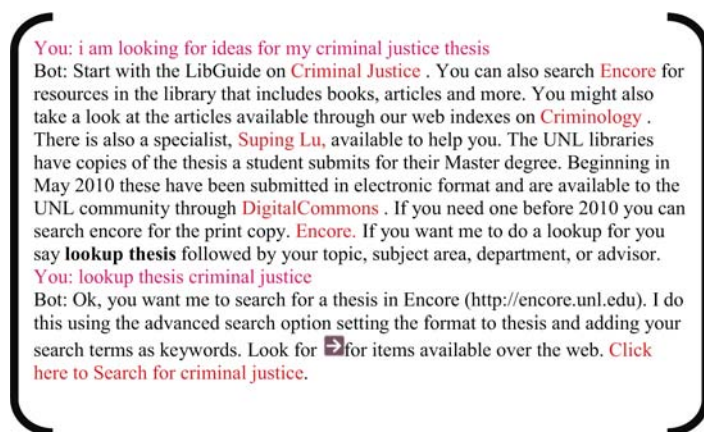 You: i am looking for ideas for my criminal justice thesis
Bot: Start with the LibGuide on Criminal Justice . You can also search Encore for
resources in the library that includes books, articles and more. You might also
take a look at the articles available through our web indexes on Criminology .
There is also a specialist, Suping Lu, available to help you. The UNL libraries
have copies of the thesis a student submits for their Master degree. Beginning in
May 2010 these have been submitted in electronic format and are available to the
UNL community through DigitalCommons . If you need one before 2010 you can
search encore for the print copy. Encore. If you want me to do a lookup for you
say lookup thesis followed by your topic, subject area, department, or advisor.
You: lookup thesis criminal justice
Bot: Ok, you want me to search for a thesis in Encore (http://encore.unl.edu). I do
this using the advanced search option setting the format to thesis and adding your
search terms as keywords. Look for for items available over the web. Click
here to Search for criminal justice.